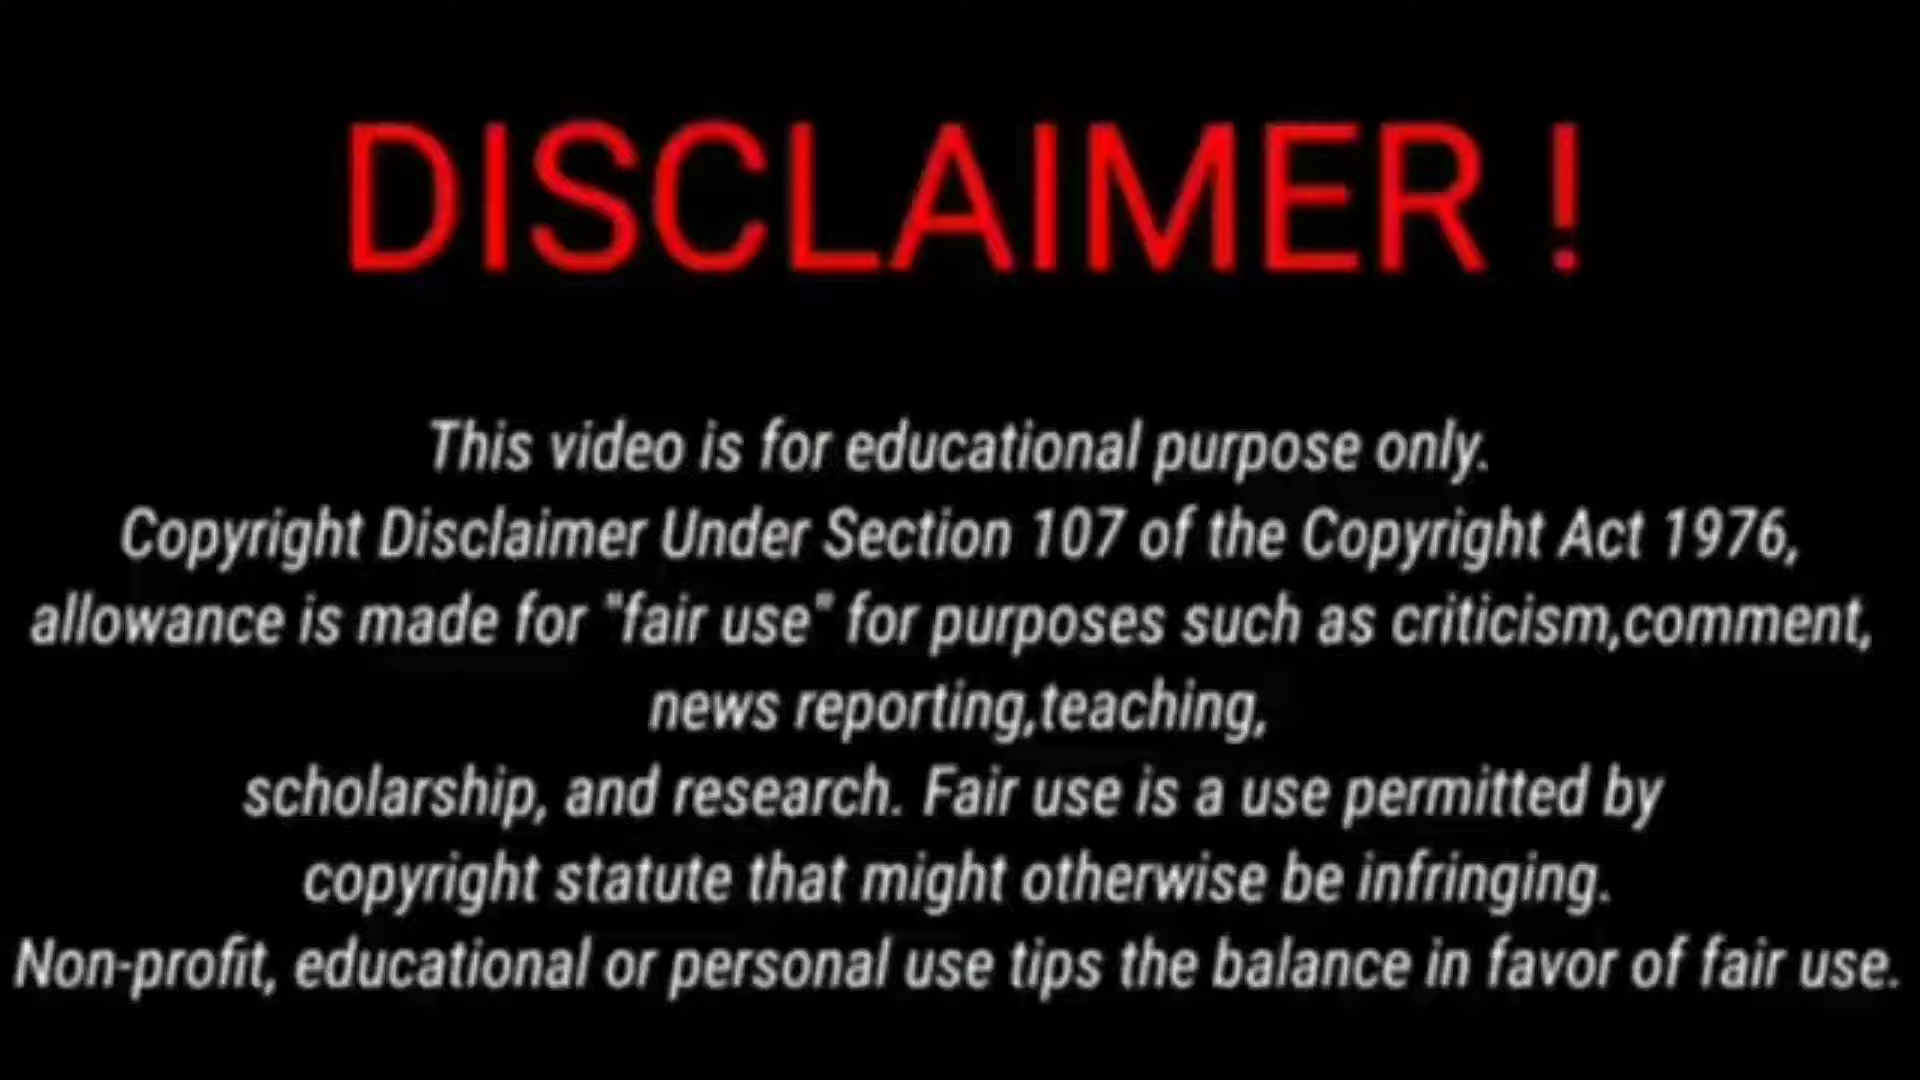 DISCLAIMER !
This video is for educational purpose only.
Copyright Disclaimer Under Section 107 of the Copyright Act 1976,
allowance is made for "fair use" for purposes such as criticism,comment,
news reporting,teaching,
scholarship, and research. Fair use is a use permitted by
copyright statute that might otherwise be infringing.
Non-profit, educational or personal use tips the balance in favor of fair use.